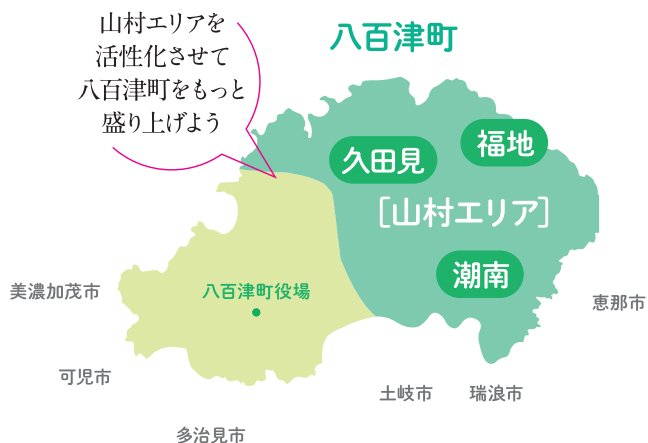 山村エリアを
活性化させて
八百津町をもっと
盛り上げよう
八百津町
久田見
福地
[山村エリア]
潮南
八百津町役場
美濃加茂市
恵那市
可児市
土岐市
瑞浪市
多治見市